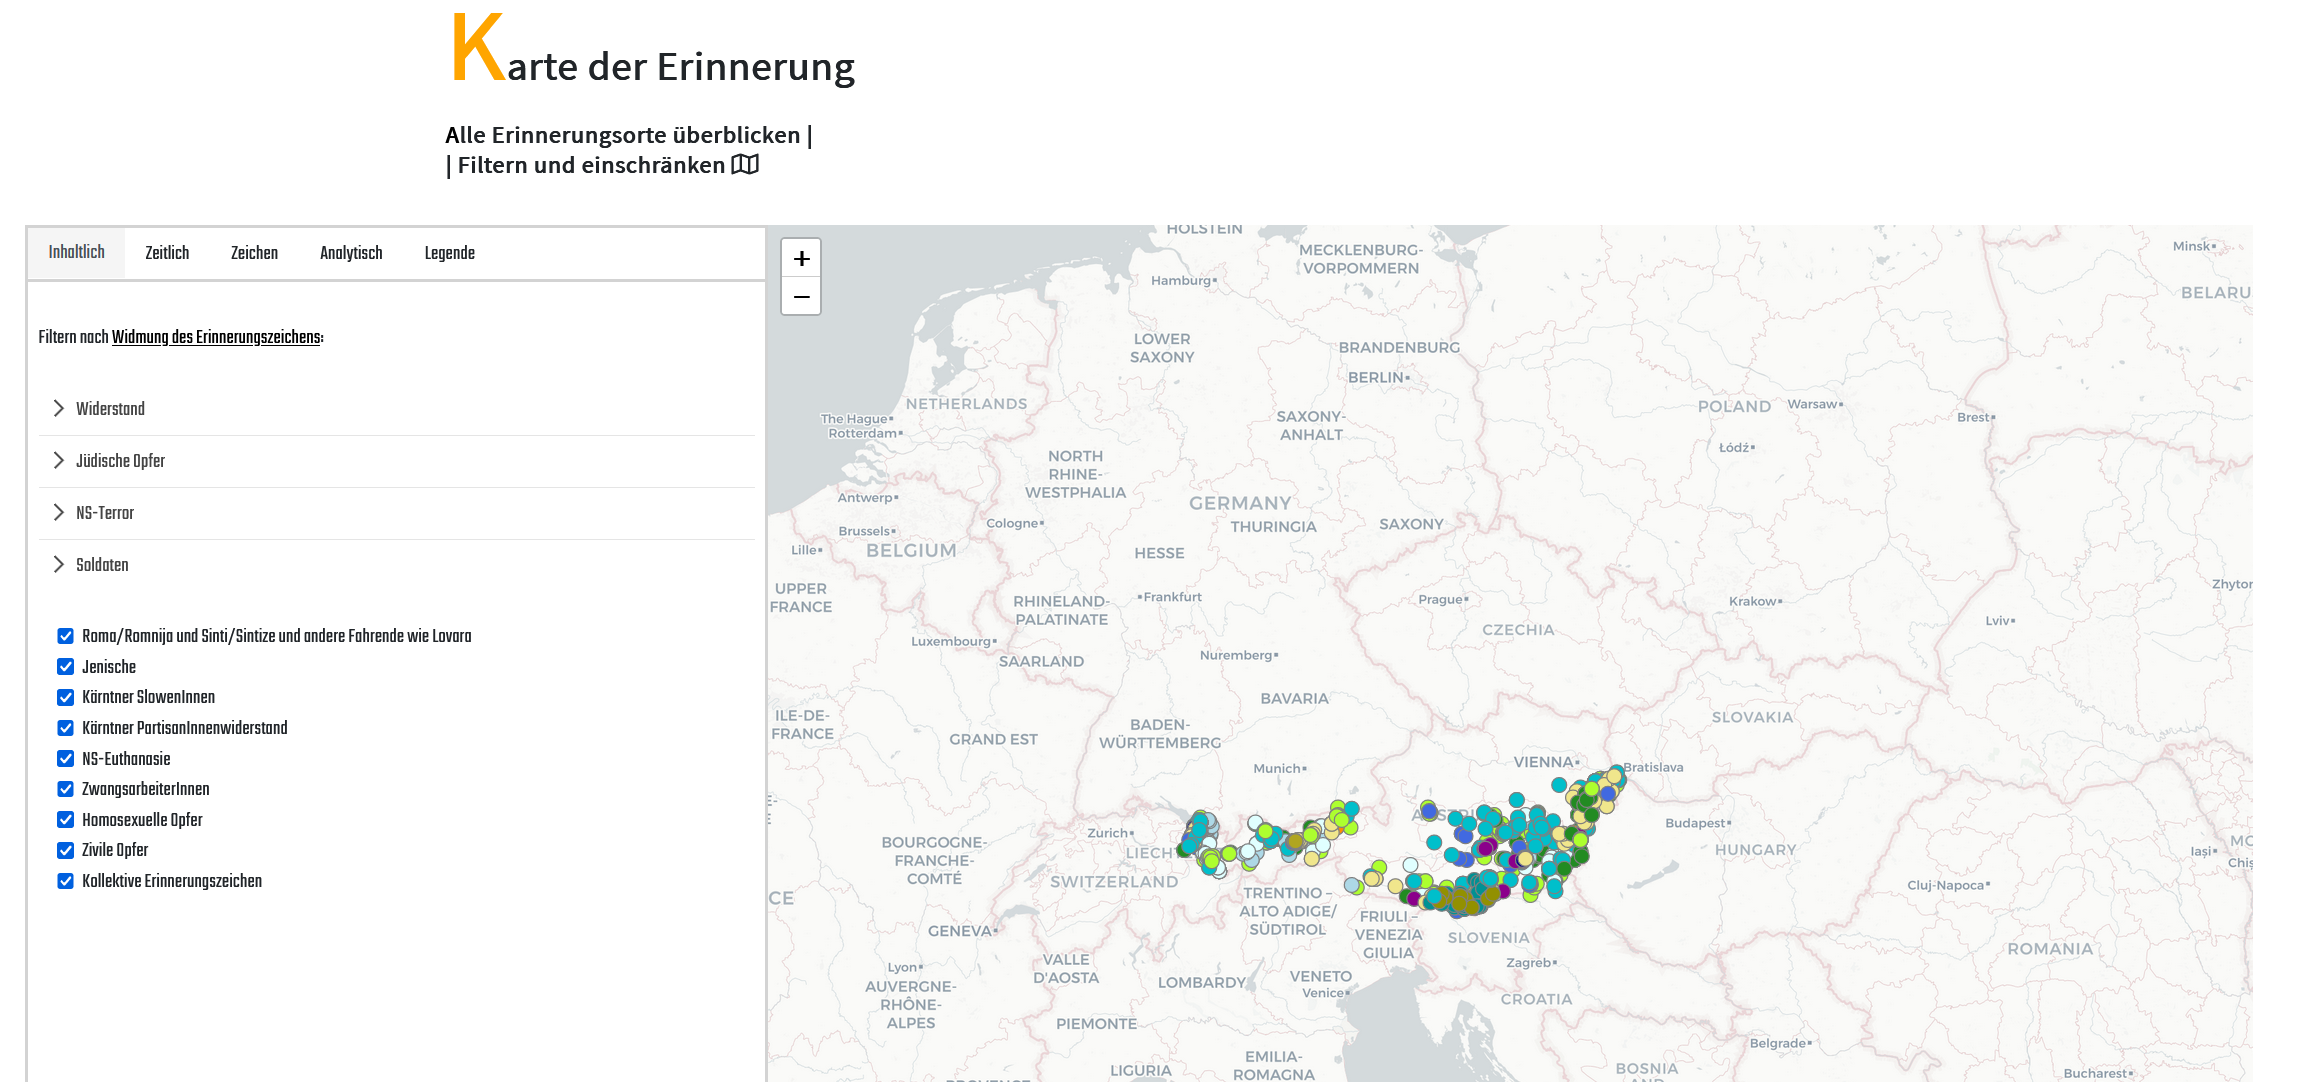 Karte der Erinnerung
Alle Erinnerungsorte überblicken |
| Filtern und einschränken
Inhaltlich Zeitlich Zeichen Analytisch Legende
Filtern nach Widmung des Erinnerungszeichens:
Widerstand
Jüdische Opfer
NS-Terror
Soldaten
Roma/Romnija und Sinti/Sintize und andere Fahrende wie Lovara
Jenische
Kärntner SlowenInnen
Kärntner PartisanInnenwiderstand
NS-Euthanasie
ZwangsarbeiterInnen
Homosexuelle Opfer
Zivile Opfer
Kollektive Erinnerungszeichen
+
−
HOLSTEIN
MECKLENBURG-
VORPOMMERN
Minsk
Hamburg
BELARU
LOWER
SAXONY
BRANDENBURG
BERLIN
NETHERLANDS
The Hague
Rotterdam
SAXONY-
ANHALT
POLAND
Warsaw
Brest
Łódź
NORTH
RHINE-
WESTPHALIA
Antwerp
GERMANY
Cologne
THURINGIA
SAXONY
Brussels
Lille
BELGIUM
HESSE
UPPER
FRANCE
Zhyto
RHINELAND-
PALATINATE
Frankfurt
Prague
Krakow
Lviv
CZECHIA
Luxembourg
SAARLAND
Nuremberg
BAVARIA
ILE-DE-
FRANCE
GRAND EST
BADEN-
WÜRTTEMBERG
SLOVAKIA
Munich
VIENNA
Bratislava
Zurich
Budapest
BOURGOGNE-
FRANCHE-
COMTÉ
LIECHT
HUNGARY
Iași
SWITZERLAND
Cluj-Napoca
CE
TRENTINO –
ALTO ADIGE/
SÜDTIROL
FRIULI –
VENEZIA
GIULIA
GENEVA
SLOVENIA
ROMANIA
Lyon
VALLE
D'AOSTA
Zagreb
AUVERGNE-
RHÔNE-
ALPES
LOMBARDY
VENETO
Venice
CROATIA
PIEMONTE
Belgrade
EMILIA-
ROMAGNA
LIGURIA
BOSNIA
Bucharest